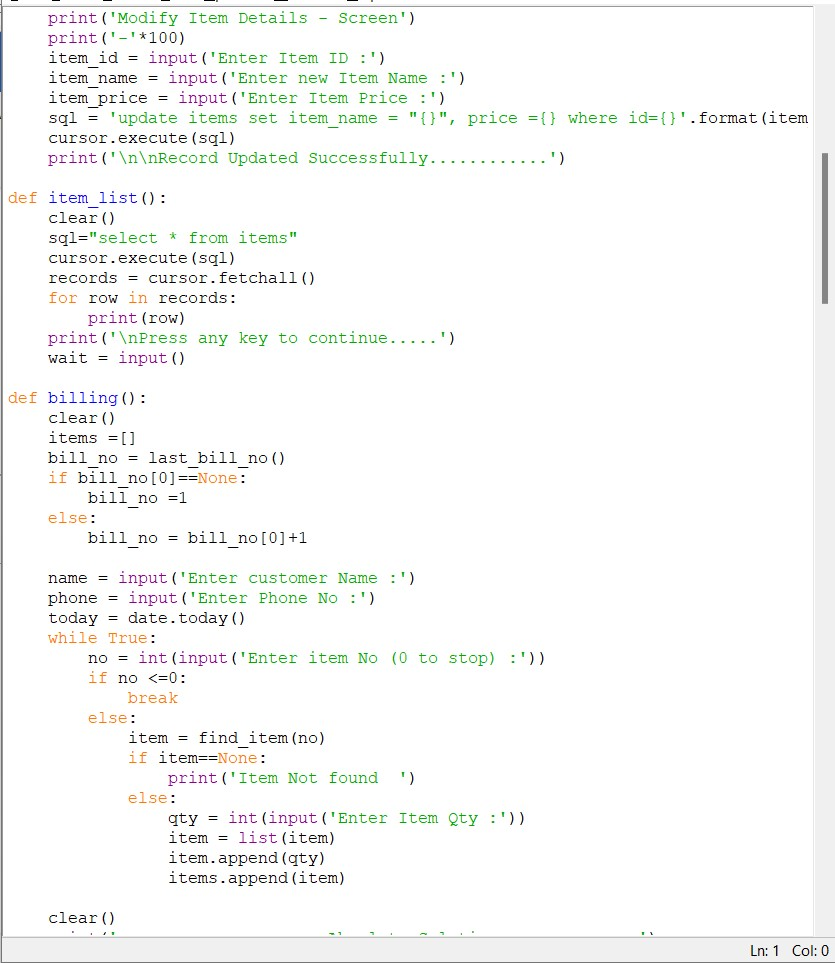 print('Modify Item Details - Screen')
    print('-'*100)
    item_id = input('Enter Item ID :')
    item_name = input('Enter new Item Name :')
    item_price = input('Enter Item Price :')
    sql = 'update items set item_name = "{}", price ={} where id={}'.format(item
    cursor.execute(sql)
    print('\n\nRecord Updated Successfully............')

def item_list():
    clear()
    sql="select * from items"
    cursor.execute(sql)
    records = cursor.fetchall()
    for row in records:
        print(row)
    print('\nPress any key to continue.....')
    wait = input()

def billing():
    clear()
    items =[]
    bill_no = last_bill_no()
    if bill_no[0]==None:
        bill_no =1
    else:
        bill_no = bill_no[0]+1

    name = input('Enter customer Name :')
    phone = input('Enter Phone No :')
    today = date.today()
    while True:
        no = int(input('Enter item No (0 to stop) :'))
        if no <=0:
            break
        else:
            item = find_item(no)
            if item==None:
                print('Item Not found  ')
            else:
                qty = int(input('Enter Item Qty :'))
                item = list(item)
                item.append(qty)
                items.append(item)

    clear()
Ln: 1 Col: 0